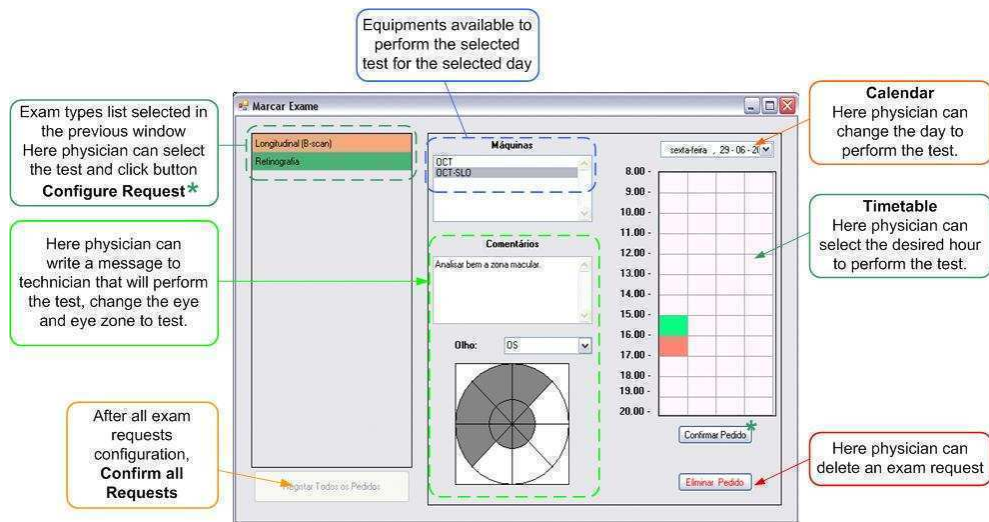 Equipments available to
perform the selected
test for the selected day
Exam types list selected in
the previous window
Here physician can select
the test and click button
Configure Request*
Here physician can
write a message to
technician that will perform
the test, change the eye
and eye zone to test.
After all exam
requests
configuration,
Confirm all
Requests
Marcar Exame
Longitudinal (B-scan)
Retinografia
Registar Todos os Pedidos
Máquinas
OCT
OCT-SLO
Comentários
Analisar bem a zona macular.
Olho:
OS
sexta-feira , 29 - 06 - 20
8.00 -
9.00 -
10.00 -
11.00 -
12.00 -
13.00 -
14.00 -
15.00 -
16.00 -
17.00 -
18.00 -
19.00 -
20.00 -
Confirmar Pedido
*
Eliminar Pedido
Calendar
Here physician can
change the day to
perform the test.
Timetable
Here physician can
select the desired hour
to perform the test.
Here physician can
delete an exam request